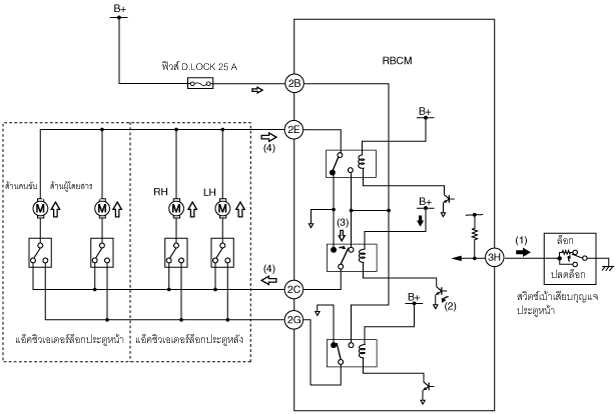 B+
ฟิวส์ D.LOCK 25 A
RBCM
2B
B+
2E
(4)
ด้านคนขับ
ด้านผู้โดยสาร
RH
LH
M
M
M
M
B+
(3)
(1)
ล็อก
3H
ปลดล็อก
(4)
2C
(2)
สวิตช์เบ้าเสียบกุญแจ
ประตูหน้า
B+
2G
แอ็คชิวเอเตอร์ล็อกประตูหน้า
แอ็คชิวเอเตอร์ล็อกประตูหลัง